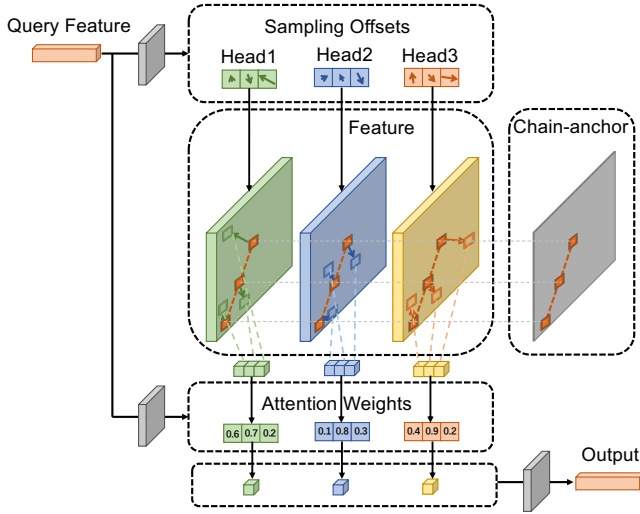 Query Feature
Sampling Offsets
Head1 Head2 Head3
Feature
Chain-anchor
Attention Weights
0.6 0.7 0.2 0.1 0.8 0.3 0.4 0.9 0.2
Output